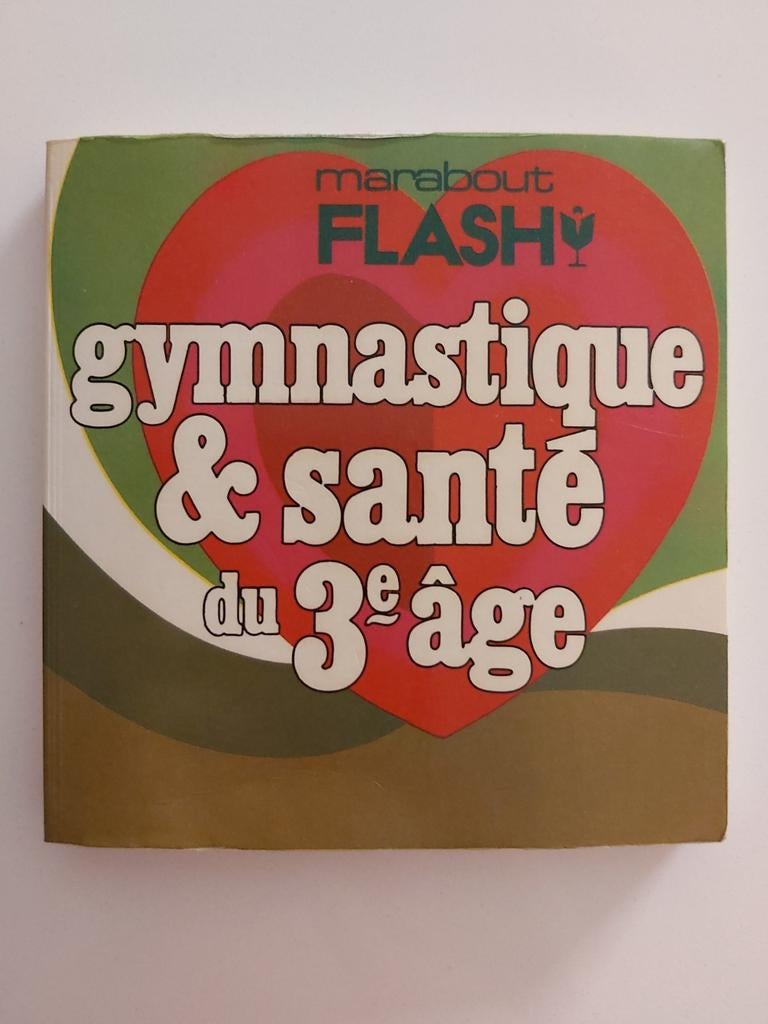 marabout
FLASH
gymnastique
& santé
du 3e âge